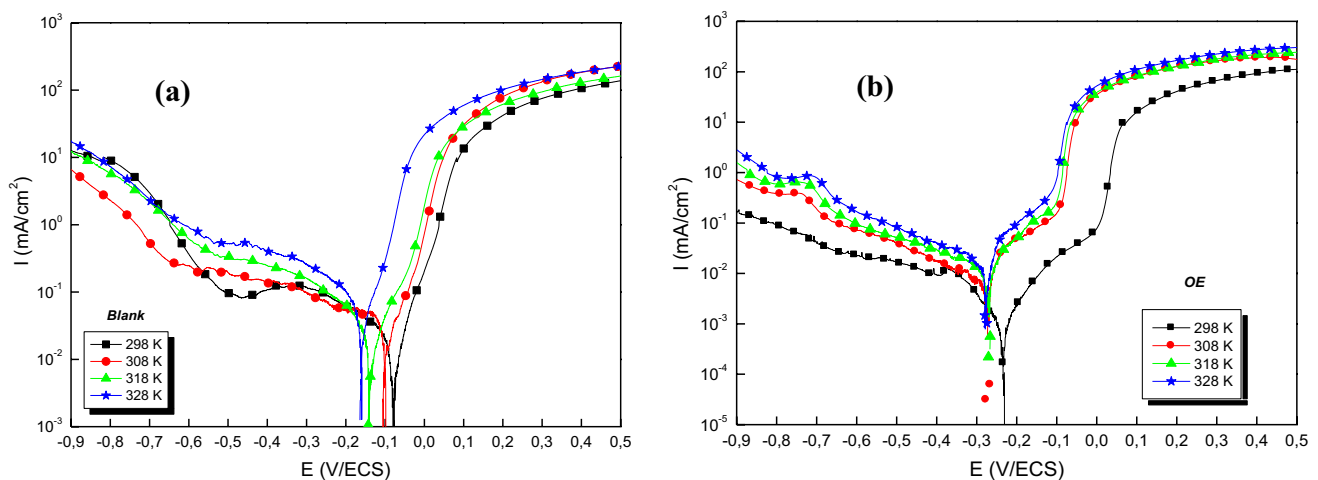 (a)
I (mA/cm²)
10³
10²
10¹
10⁰
10⁻¹
10⁻²
10⁻³
Blank
298 K
308 K
318 K
328 K
-0,9 -0,8 -0,7 -0,6 -0,5 -0,4 -0,3 -0,2 -0,1 0,0 0,1 0,2 0,3 0,4 0,5
E (V/ECS)
(b)
I (mA/cm²)
10³
10²
10¹
10⁰
10⁻¹
10⁻²
10⁻³
10⁻⁴
10⁻⁵
OE
298 K
308 K
318 K
328 K
-0,9 -0,8 -0,7 -0,6 -0,5 -0,4 -0,3 -0,2 -0,1 0,0 0,1 0,2 0,3 0,4 0,5
E (V/ECS)